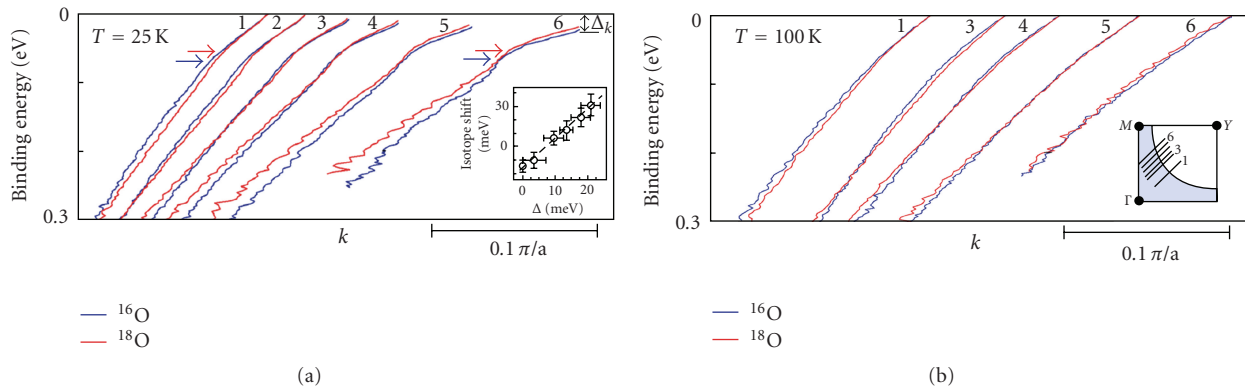 0
T = 25 K
1
2
3
4
5
6
Δk
Binding energy (eV)
Isotope shift
(meV)
30
0
0
10
20
Δ (meV)
0.3
k
0.1 π/a
16O
18O
(a)
0
T = 100 K
1
3
4
5
6
Binding energy (eV)
M
Y
6
3
1
Γ
0.3
k
0.1 π/a
16O
18O
(b)